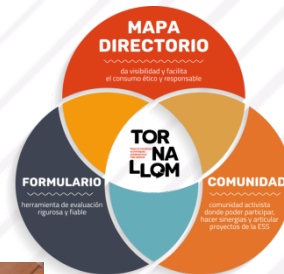 MAPA
DIRECTORIO
da visibilidad y facilita
el consumo ético y responsable
TOR
NA
LLOM
FORMULARIO
herramienta de evaluación
rigurosa y fiable
COMUNIDAD
comunidad activista
donde poder participar,
hacer sinergias y articular
proyectos de la ESS